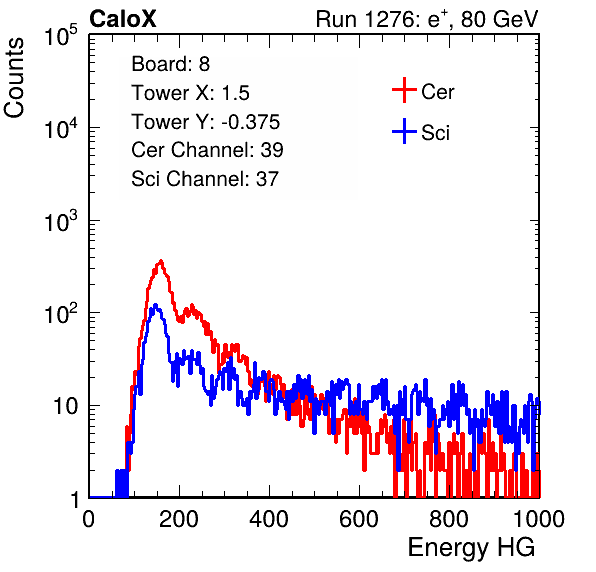 CaloX Run 1276: e⁺, 80 GeV
Board: 8
Tower X: 1.5
Tower Y: -0.375
Cer Channel: 39
Sci Channel: 37
Cer
Sci
Counts
10⁵
10⁴
10³
10²
10
1
0 200 400 600 800 1000
Energy HG